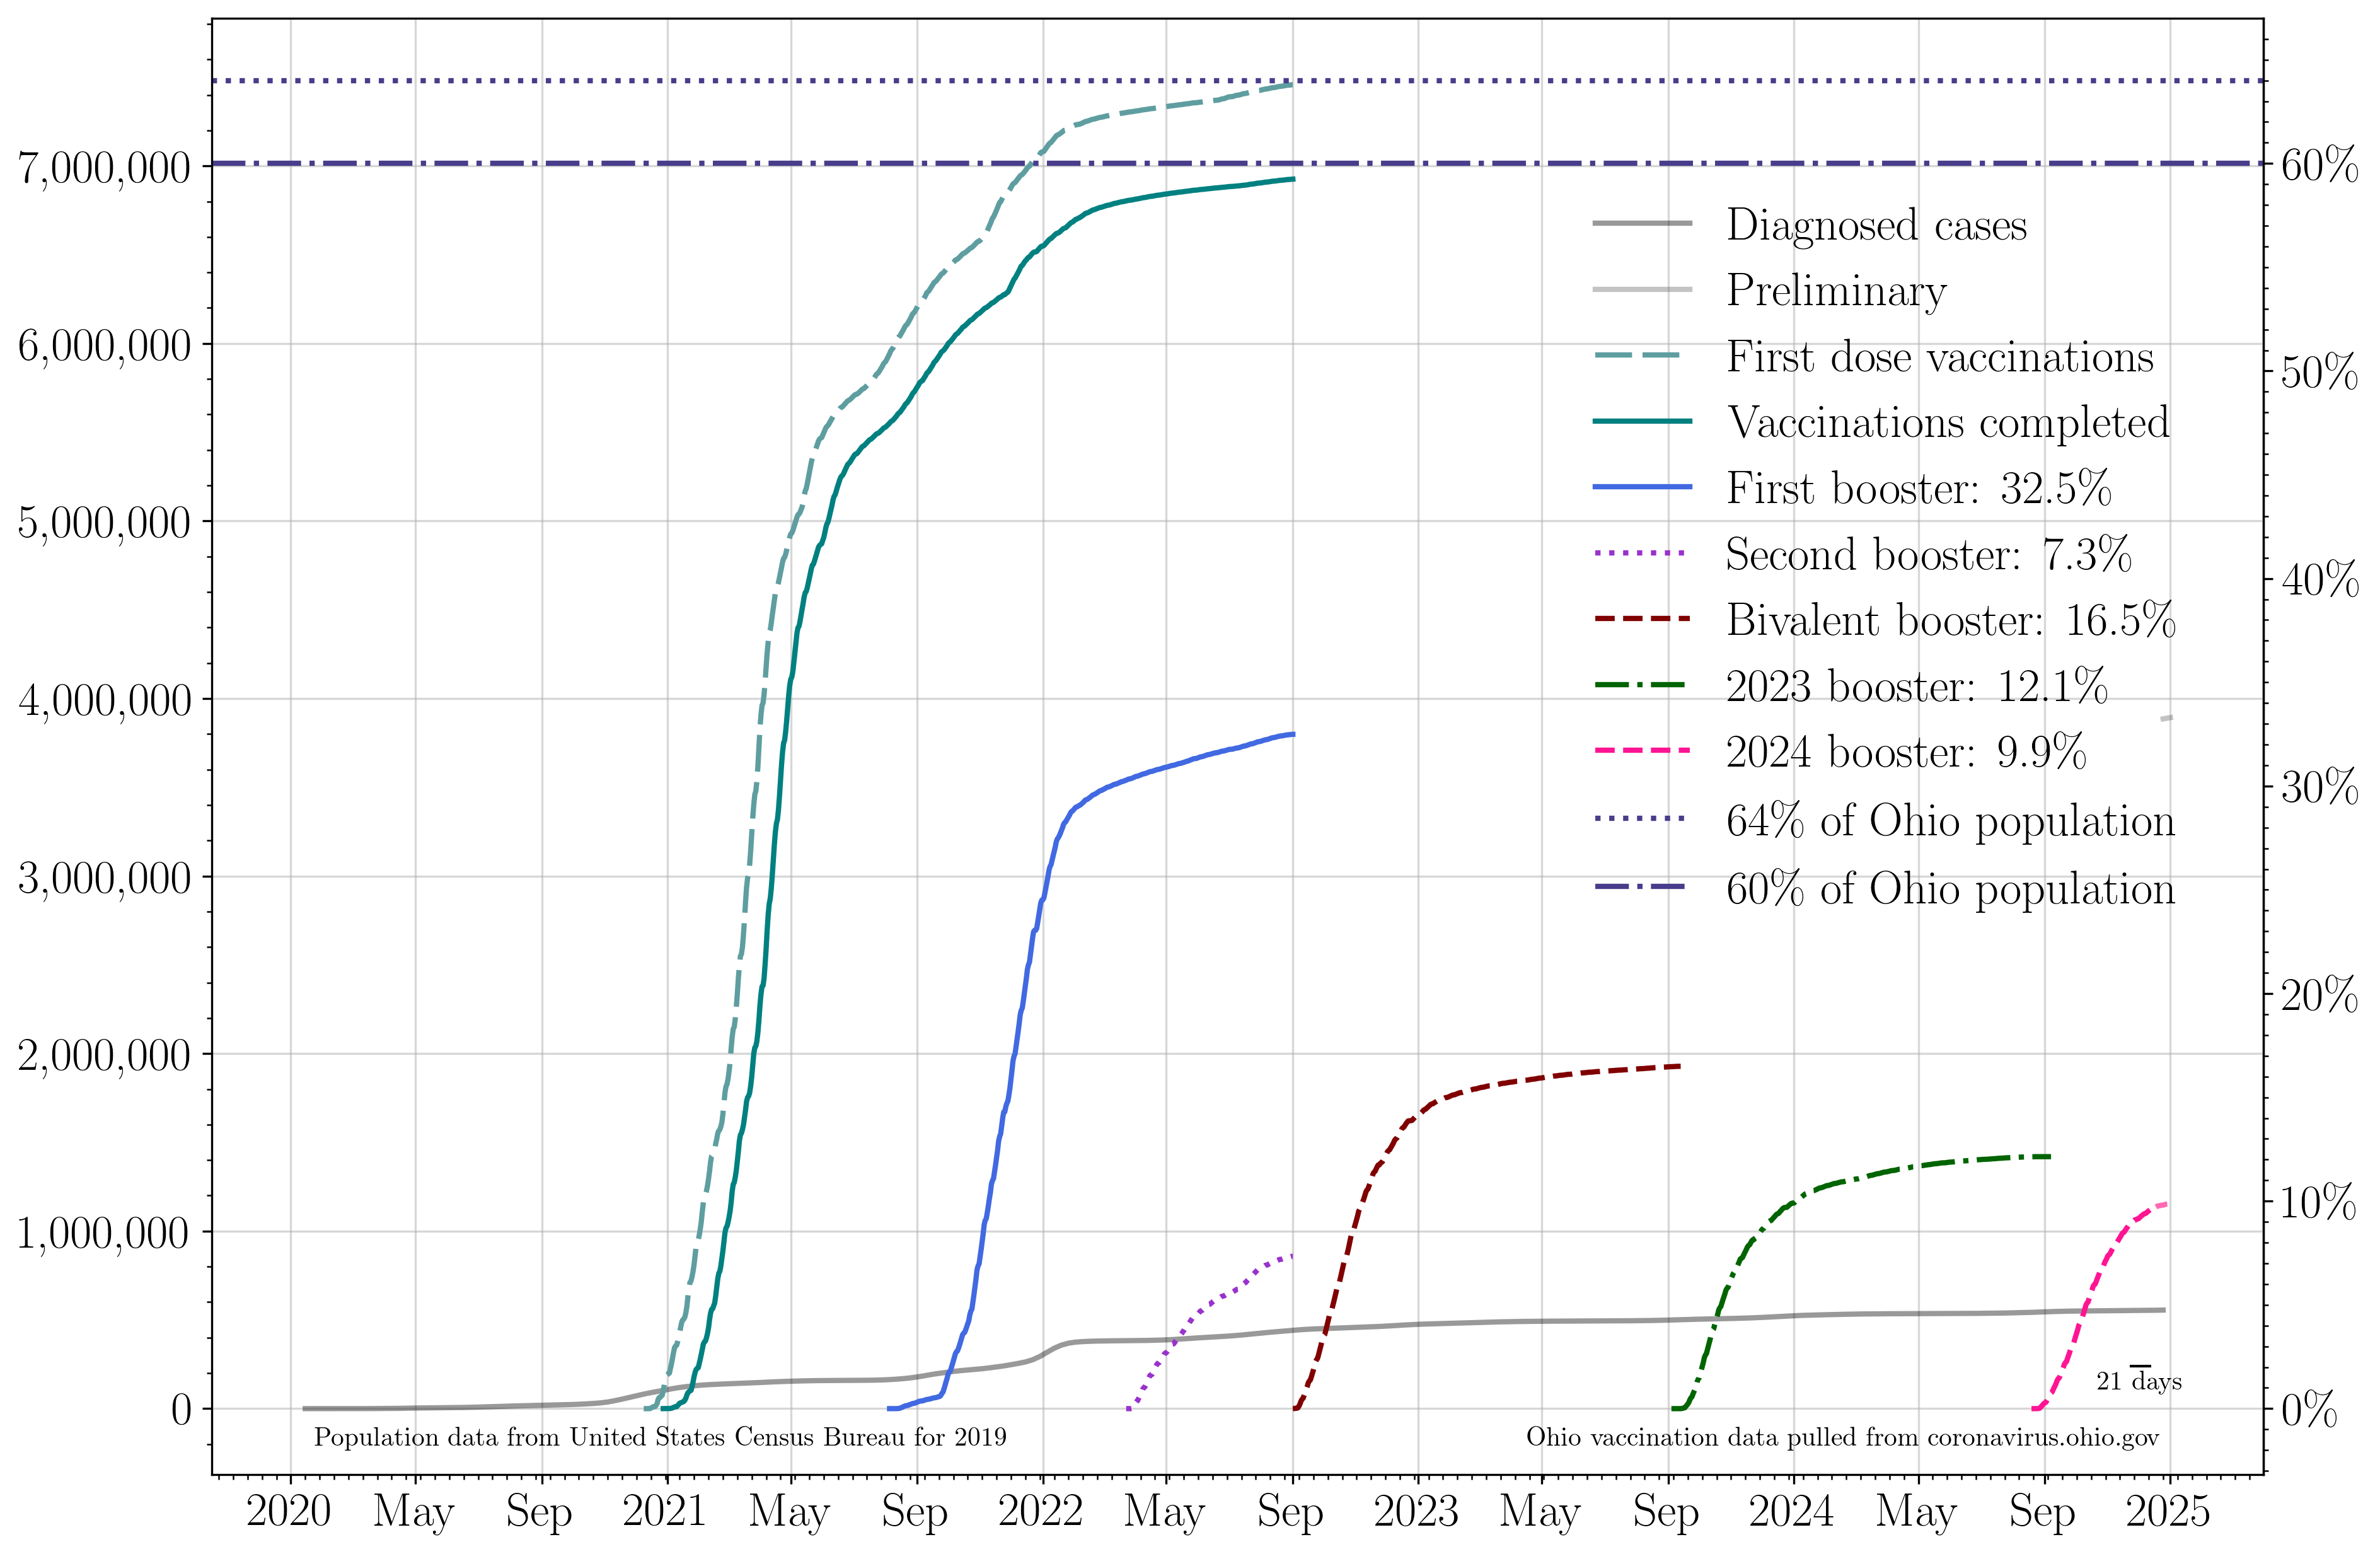 7,000,000
6,000,000
5,000,000
4,000,000
3,000,000
2,000,000
1,000,000
0
60%
50%
40%
30%
20%
10%
0%
Diagnosed cases
Preliminary
First dose vaccinations
Vaccinations completed
First booster: 32.5%
Second booster: 7.3%
Bivalent booster: 16.5%
2023 booster: 12.1%
2024 booster: 9.9%
64% of Ohio population
60% of Ohio population
21 days
Population data from United States Census Bureau for 2019
Ohio vaccination data pulled from coronavirus.ohio.gov
2020 May Sep 2021 May Sep 2022 May Sep 2023 May Sep 2024 May Sep 2025